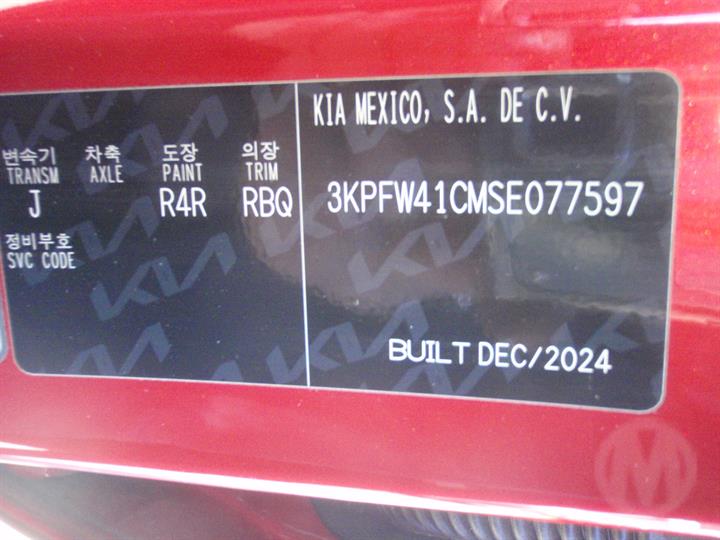 변속기 차축 도장 의장
TRANSM AXLE PAINT TRIM
J R4R RBQ
정비부호
SVC CODE
KIA MEXICO, S.A. DE C.V.
3KPFW41CMSE077597
BUILT DEC/2024